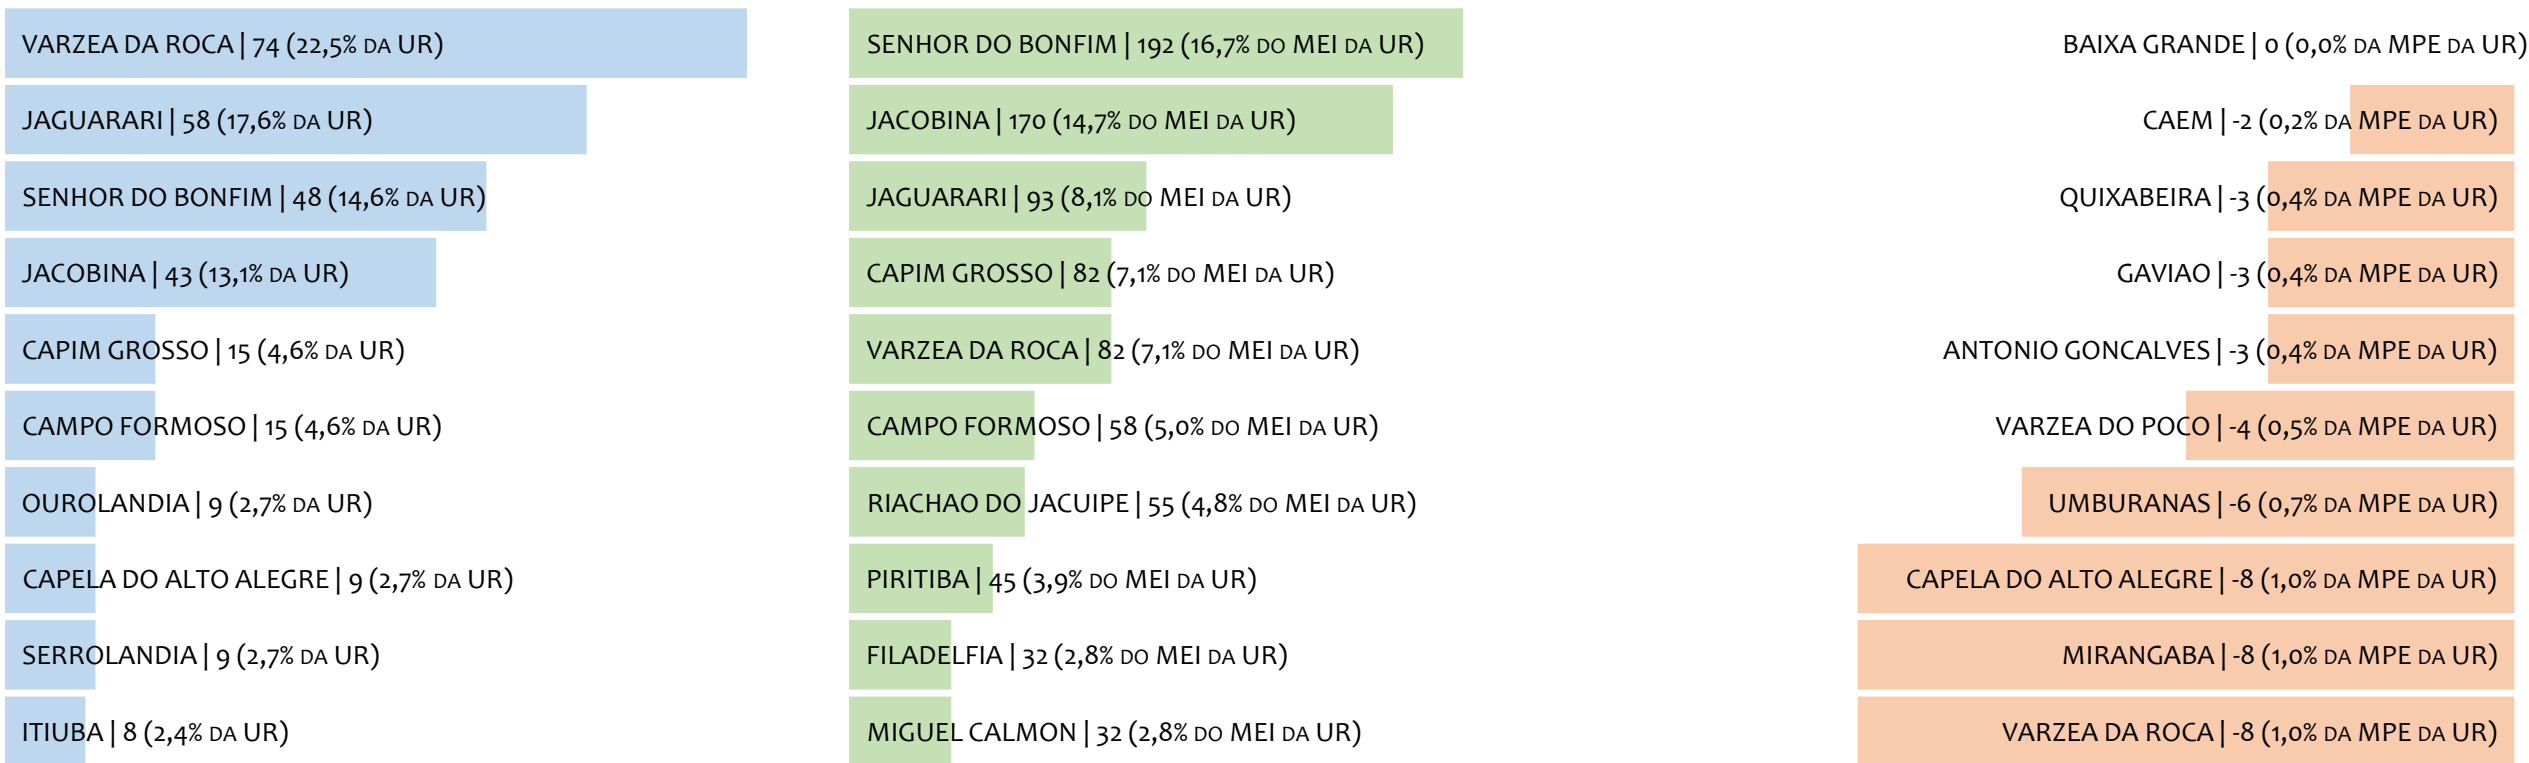 VARZEA DA ROCA | 74 (22,5% DA UR)
JAGUARARI | 58 (17,6% DA UR)
SENHOR DO BONFIM | 48 (14,6% DA UR)
JACOBINA | 43 (13,1% DA UR)
CAPIM GROSSO | 15 (4,6% DA UR)
CAMPO FORMOSO | 15 (4,6% DA UR)
OUROLANDIA | 9 (2,7% DA UR)
CAPELA DO ALTO ALEGRE | 9 (2,7% DA UR)
SERROLANDIA | 9 (2,7% DA UR)
ITIUBA | 8 (2,4% DA UR)
SENHOR DO BONFIM | 192 (16,7% DO MEI DA UR)
JACOBINA | 170 (14,7% DO MEI DA UR)
JAGUARARI | 93 (8,1% DO MEI DA UR)
CAPIM GROSSO | 82 (7,1% DO MEI DA UR)
VARZEA DA ROCA | 82 (7,1% DO MEI DA UR)
CAMPO FORMOSO | 58 (5,0% DO MEI DA UR)
RIACHAO DO JACUIPE | 55 (4,8% DO MEI DA UR)
PIRITIBA | 45 (3,9% DO MEI DA UR)
FILADELFIA | 32 (2,8% DO MEI DA UR)
MIGUEL CALMON | 32 (2,8% DO MEI DA UR)
BAIXA GRANDE | 0 (0,0% DA MPE DA UR)
CAEM | -2 (0,2% DA MPE DA UR)
QUIXABEIRA | -3 (0,4% DA MPE DA UR)
GAVIAO | -3 (0,4% DA MPE DA UR)
ANTONIO GONCALVES | -3 (0,4% DA MPE DA UR)
VARZEA DO POCO | -4 (0,5% DA MPE DA UR)
UMBURANAS | -6 (0,7% DA MPE DA UR)
CAPELA DO ALTO ALEGRE | -8 (1,0% DA MPE DA UR)
MIRANGABA | -8 (1,0% DA MPE DA UR)
VARZEA DA ROCA | -8 (1,0% DA MPE DA UR)